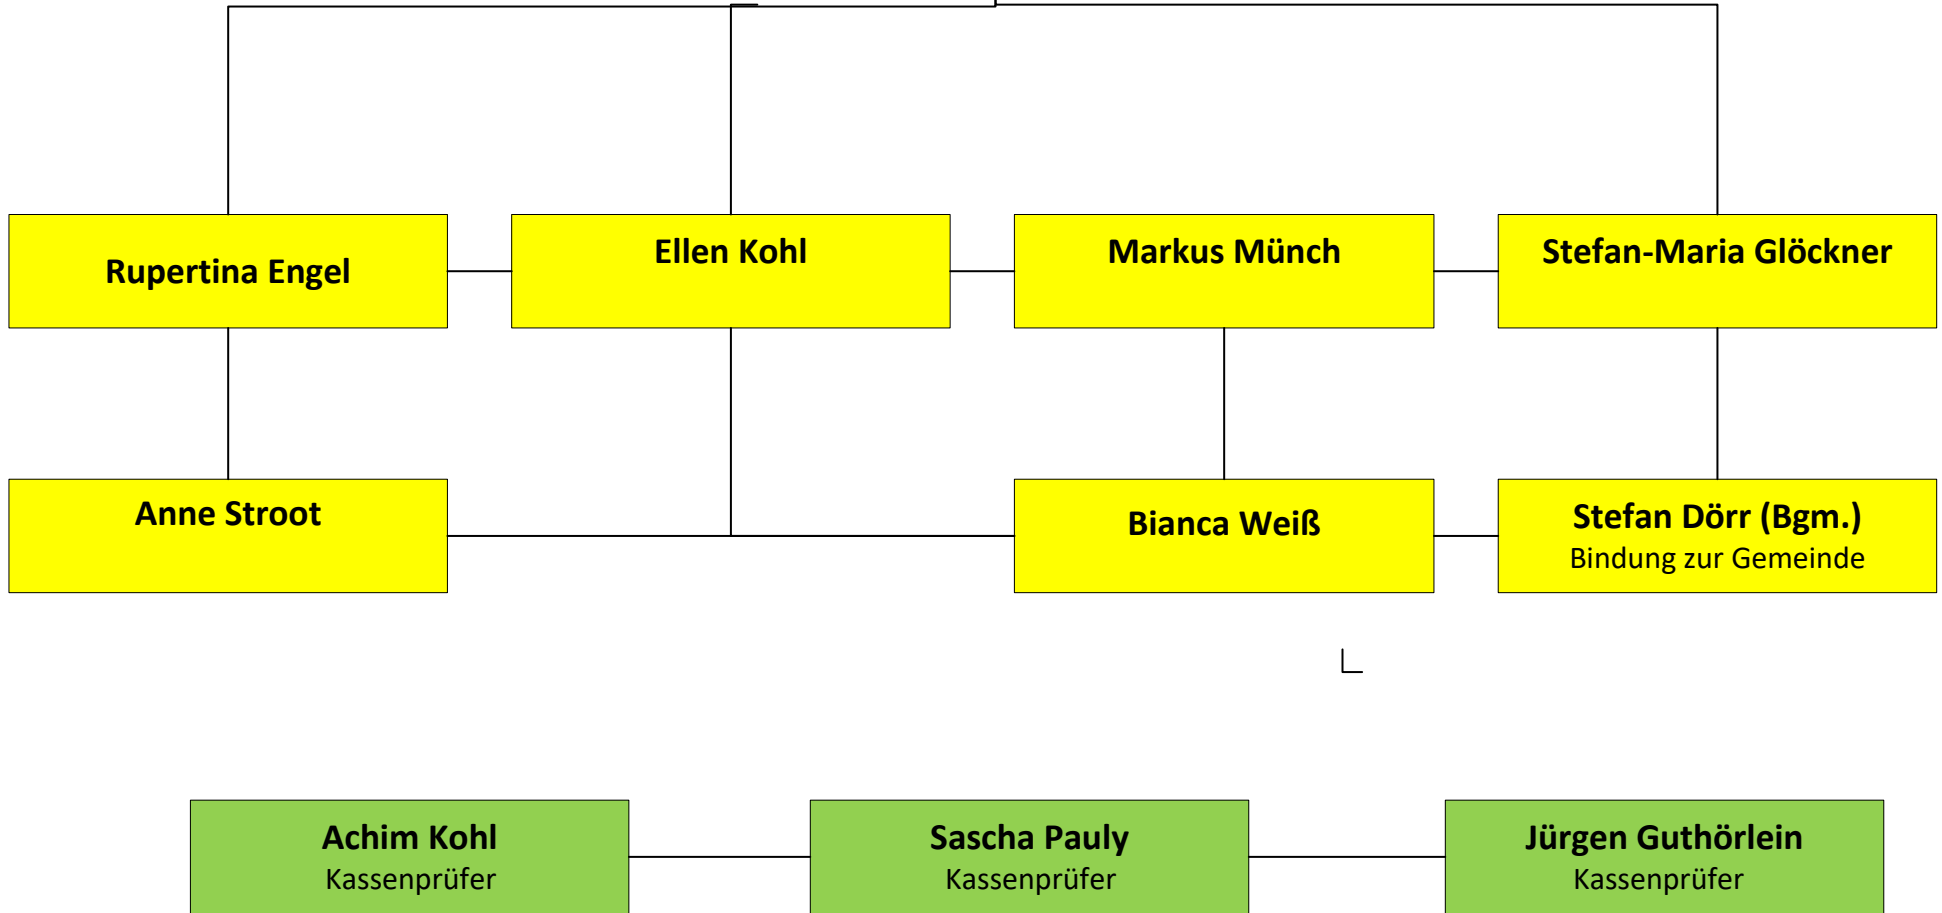 Rupertina Engel
Ellen Kohl
Markus Münch
Stefan-Maria Glöckner
Anne Stroot
Bianca Weiß
Stefan Dörr (Bgm.)
Bindung zur Gemeinde
Achim Kohl
Kassenprüfer
Sascha Pauly
Kassenprüfer
Jürgen Guthörlein
Kassenprüfer